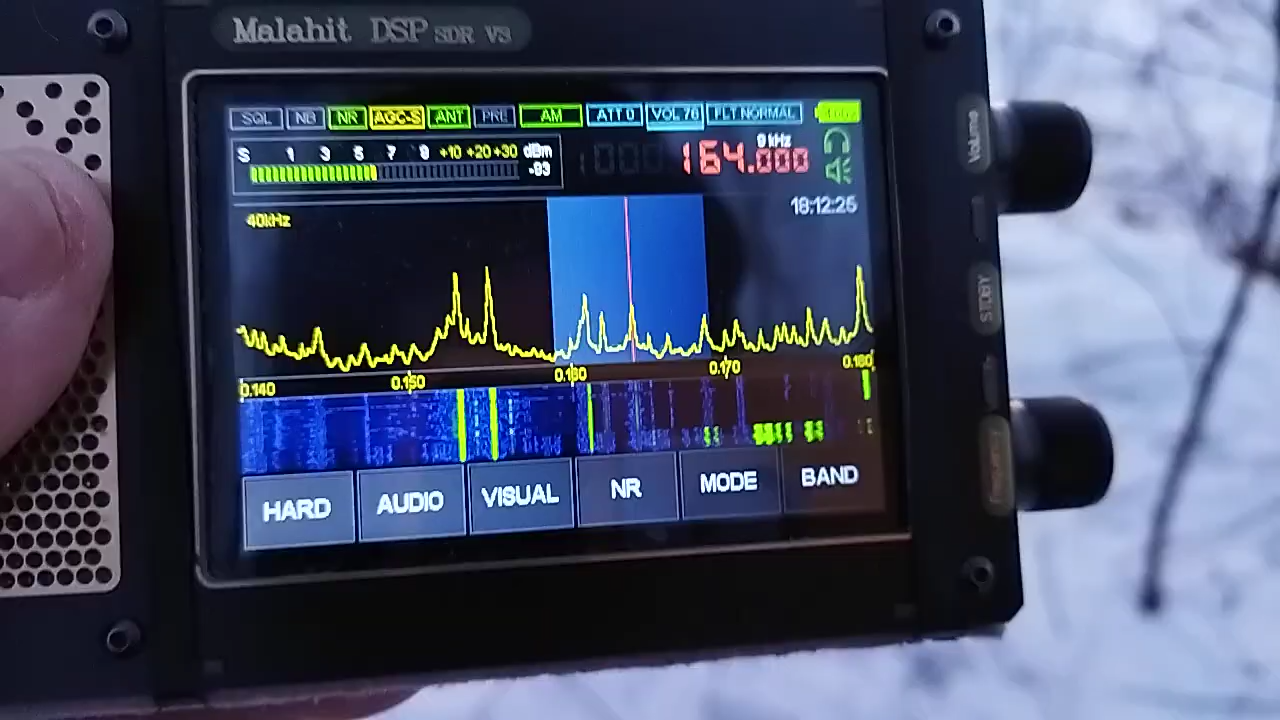 Malahit DSP SDR V3
SQL NB NR AGC-S ANT PRE AM ATT 0 VOL 76 FLT NORMAL
S 1 3 5 7 9 +10 +20 +30 dBm
-83
9 kHz
164.000
18:12:25
40kHz
0.140 0.150 0.160 0.170 0.180
HARD AUDIO VISUAL NR MODE BAND
Volume
STDBY